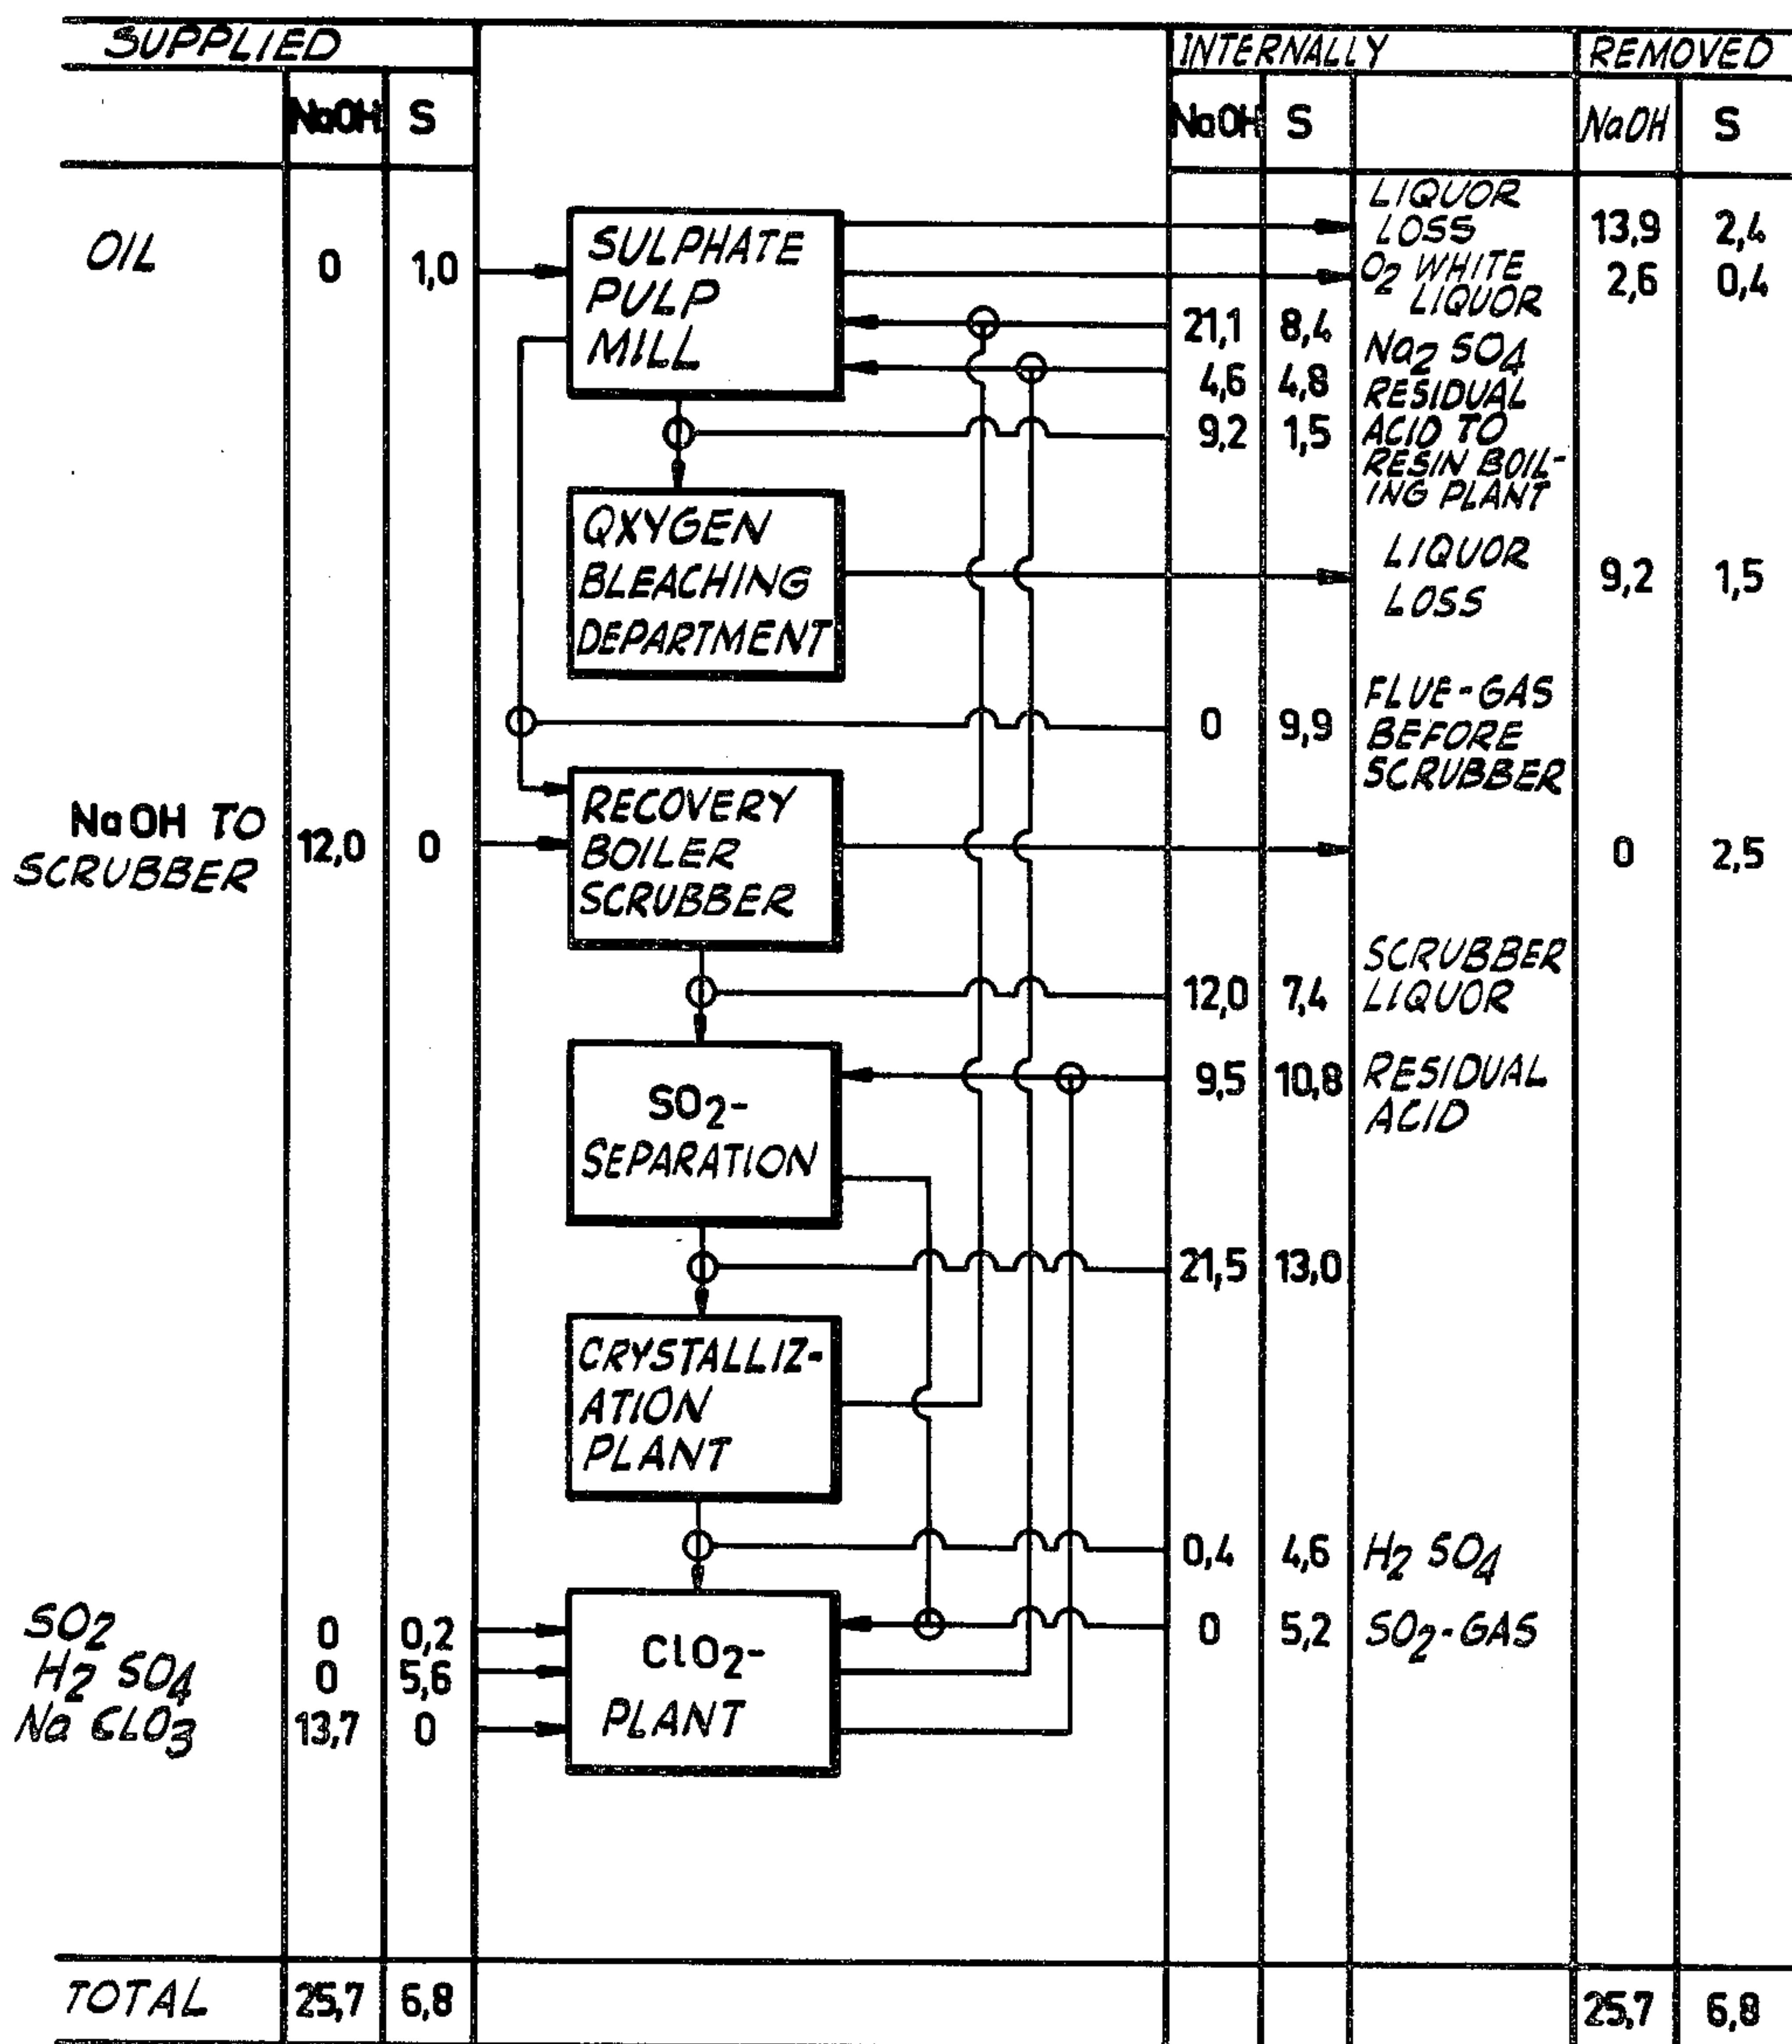 SUPPLIED
INTERNALLY
REMOVED
NaOH S
NaOH S
NaOH S
OIL 0 1,0
SULPHATE
PULP
MILL
LIQUOR
LOSS 13,9 2,4
O2 WHITE
LIQUOR 2,6 0,4
21,1 8,4 Na2 SO4
4,6 4,8 RESIDUAL
9,2 1,5 ACID TO
RESIN BOIL-
ING PLANT
QXYGEN
BLEACHING
DEPARTMENT
LIQUOR
LOSS
9,2 1,5
0 9,9
FLUE-GAS
BEFORE
SCRUBBER
NaOH TO
SCRUBBER
12,0 0
RECOVERY
BOILER
SCRUBBER
0 2,5
12,0 7,4
SCRUBBER
LIQUOR
SO2-
SEPARATION
9,5 10,8 RESIDUAL
ACID
21,5 13,0
CRYSTALLIZ-
ATION
PLANT
0,4 4,6 H2 SO4
SO2 0 0,2
H2 SO4 0 5,6
Na ClO3 13,7 0
ClO2-
PLANT
0 5,2 SO2-GAS
TOTAL 25,7 6,8 25,7 6,8